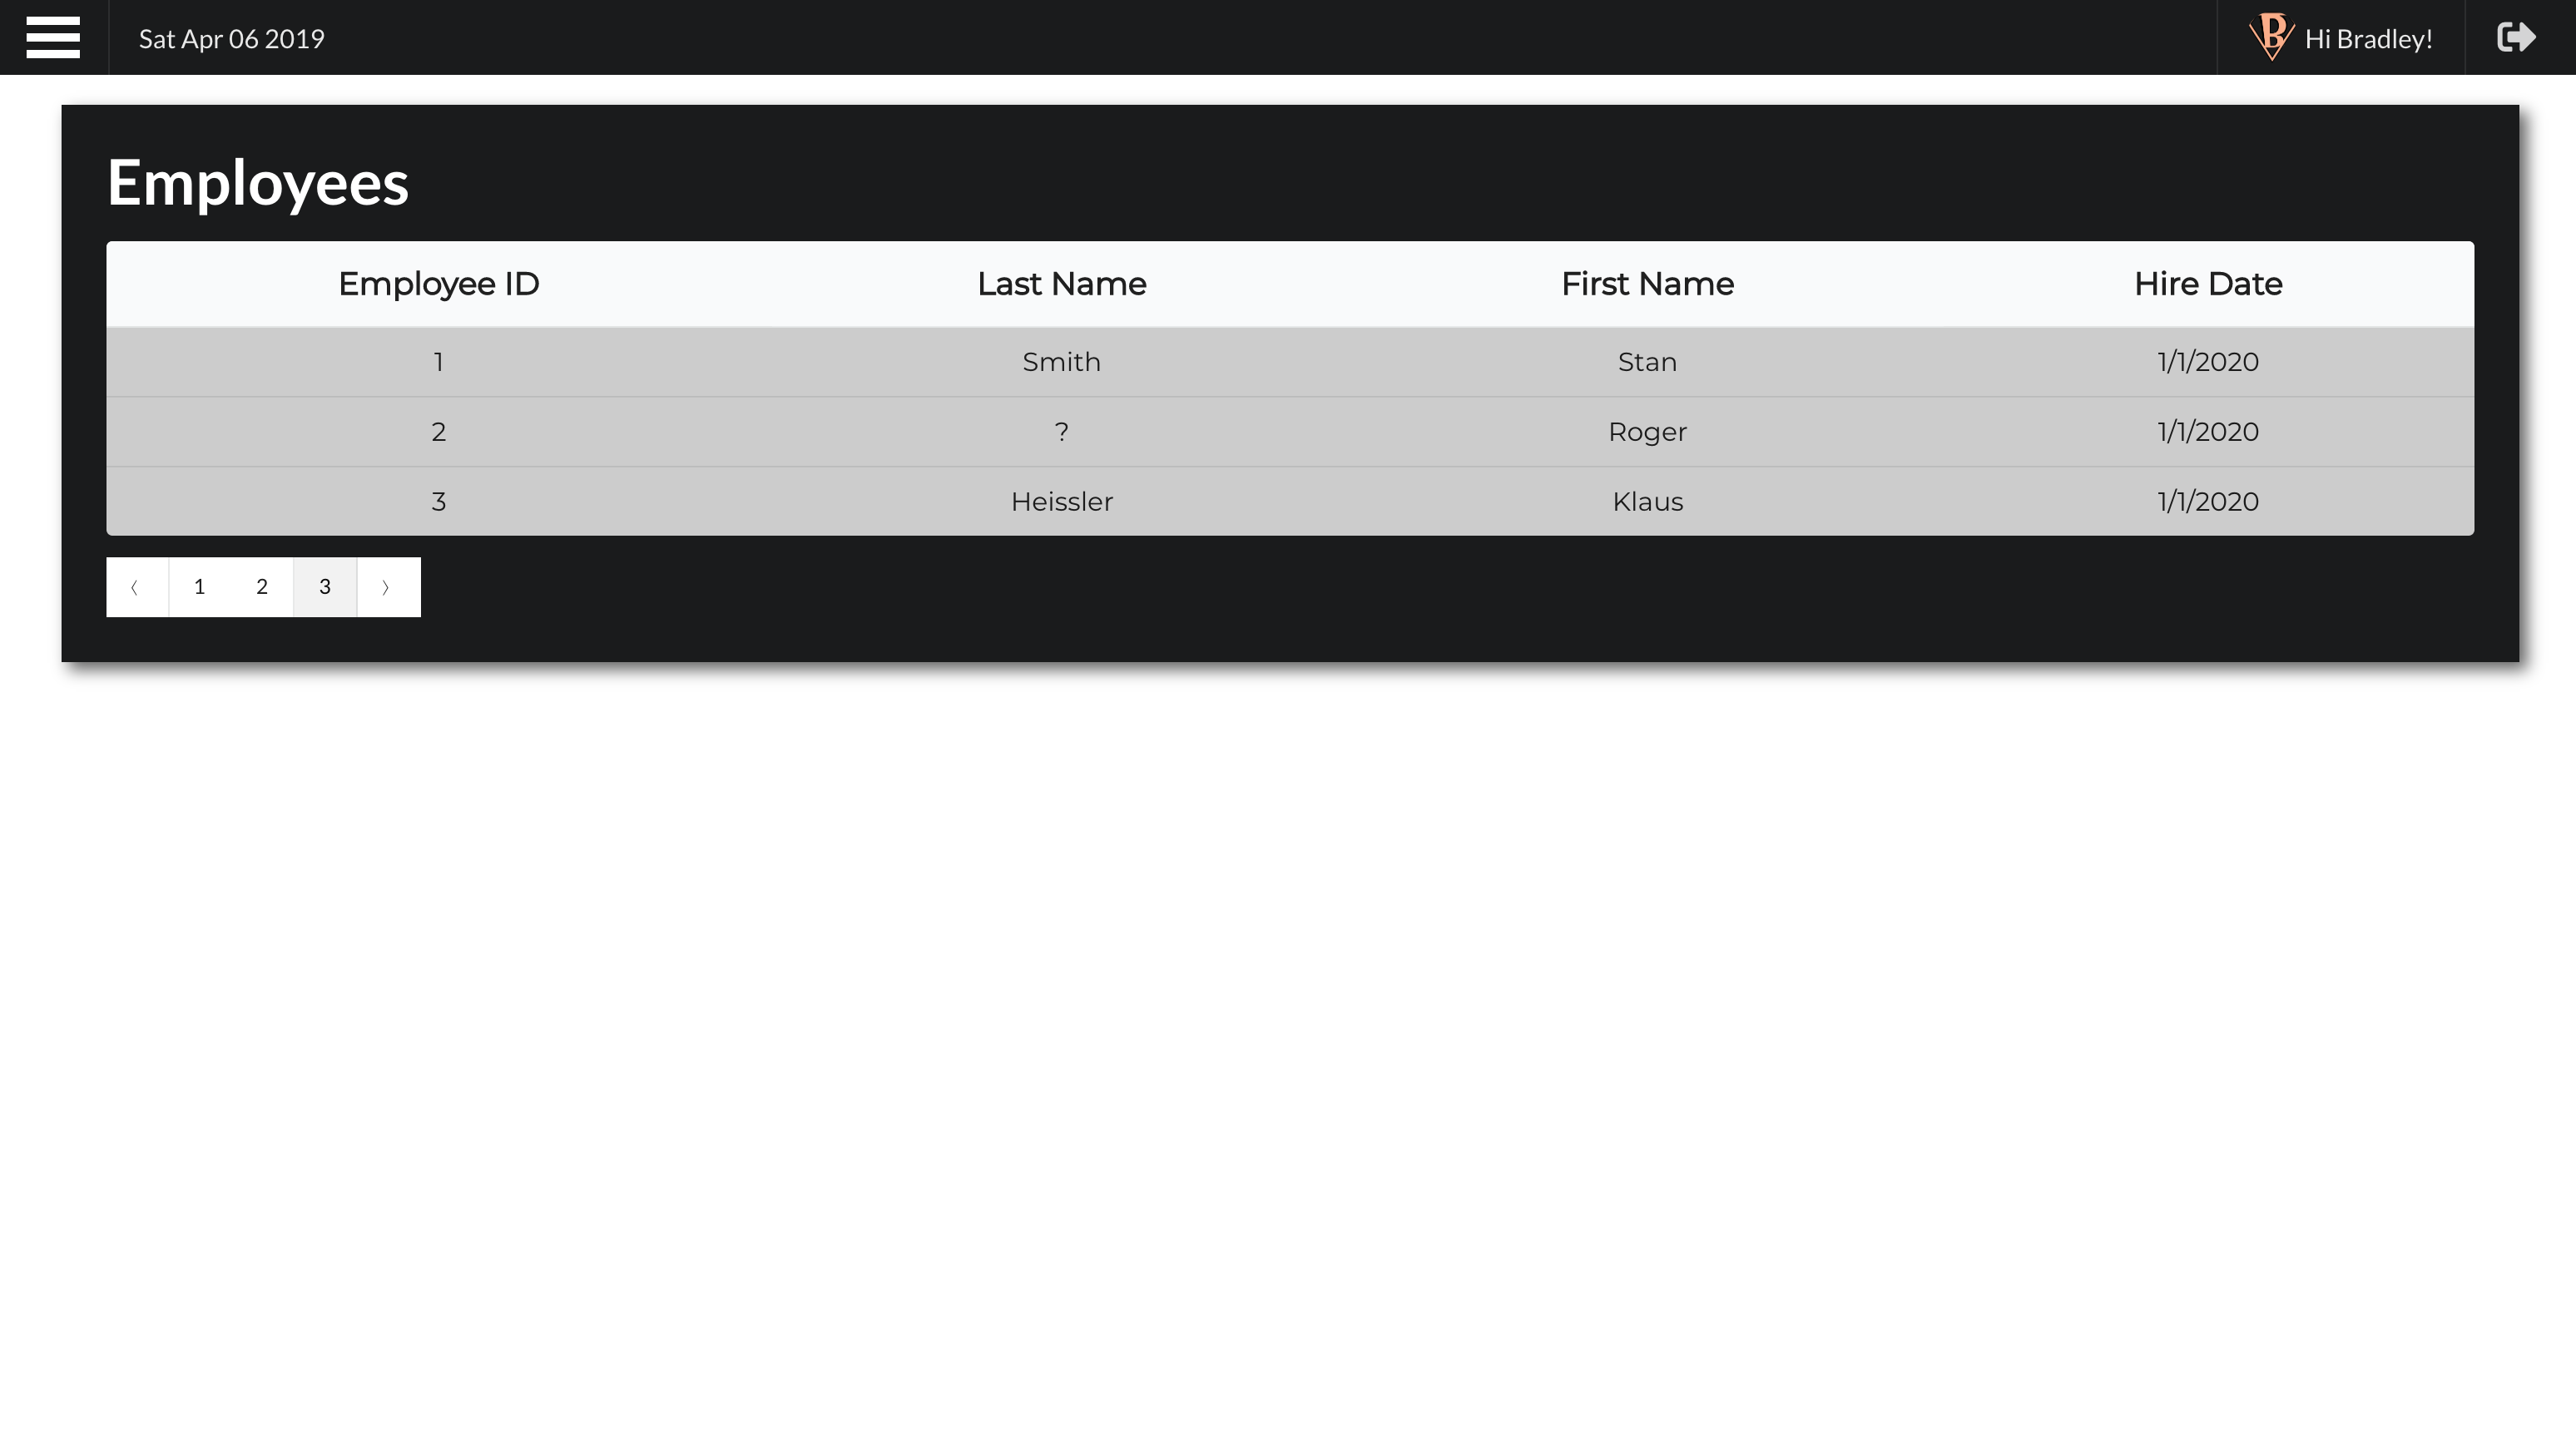 Sat Apr 06 2019 B Hi Bradley!
Employees
Employee ID Last Name First Name Hire Date
1 Smith Stan 1/1/2020
2 ? Roger 1/1/2020
3 Heissler Klaus 1/1/2020
⟨ 1 2 3 ⟩